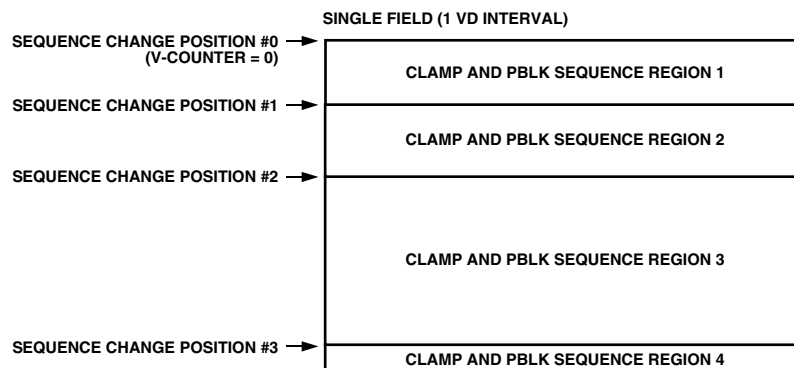 SINGLE FIELD (1 VD INTERVAL)
SEQUENCE CHANGE POSITION #0
(V-COUNTER = 0)
CLAMP AND PBLK SEQUENCE REGION 1
SEQUENCE CHANGE POSITION #1
CLAMP AND PBLK SEQUENCE REGION 2
SEQUENCE CHANGE POSITION #2
CLAMP AND PBLK SEQUENCE REGION 3
SEQUENCE CHANGE POSITION #3
CLAMP AND PBLK SEQUENCE REGION 4